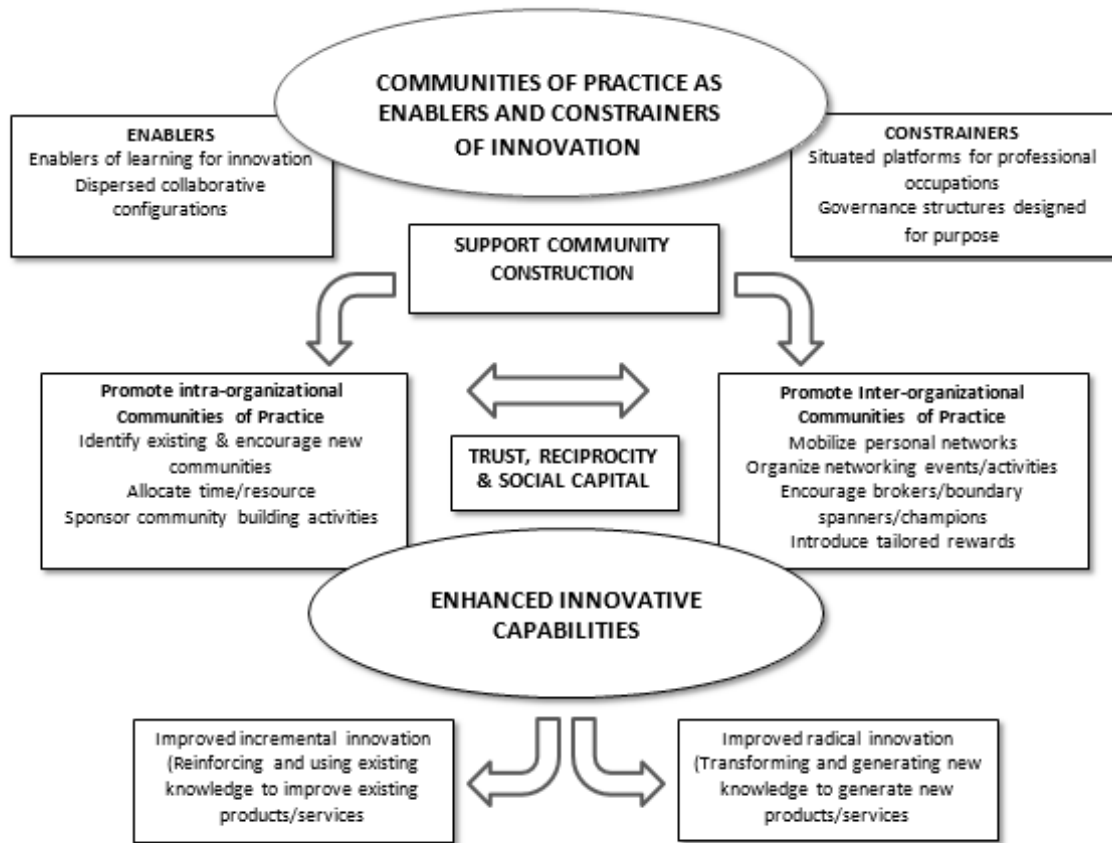 COMMUNITIES OF PRACTICE AS
ENABLERS AND CONSTRAINERS
OF INNOVATION
ENABLERS
Enablers of learning for innovation
Dispersed collaborative
configurations
CONSTRAINERS
Situated platforms for professional
occupations
Governance structures designed
for purpose
SUPPORT COMMUNITY
CONSTRUCTION
Promote intra-organizational
Communities of Practice
Identify existing & encourage new
communities
Allocate time/resource
Sponsor community building activities
TRUST, RECIPROCITY
& SOCIAL CAPITAL
Promote Inter-organizational
Communities of Practice
Mobilize personal networks
Organize networking events/activities
Encourage brokers/boundary
spanners/champions
Introduce tailored rewards
ENHANCED INNOVATIVE
CAPABILITIES
Improved incremental innovation
(Reinforcing and using existing
knowledge to improve existing
products/services
Improved radical innovation
(Transforming and generating new
knowledge to generate new
products/services